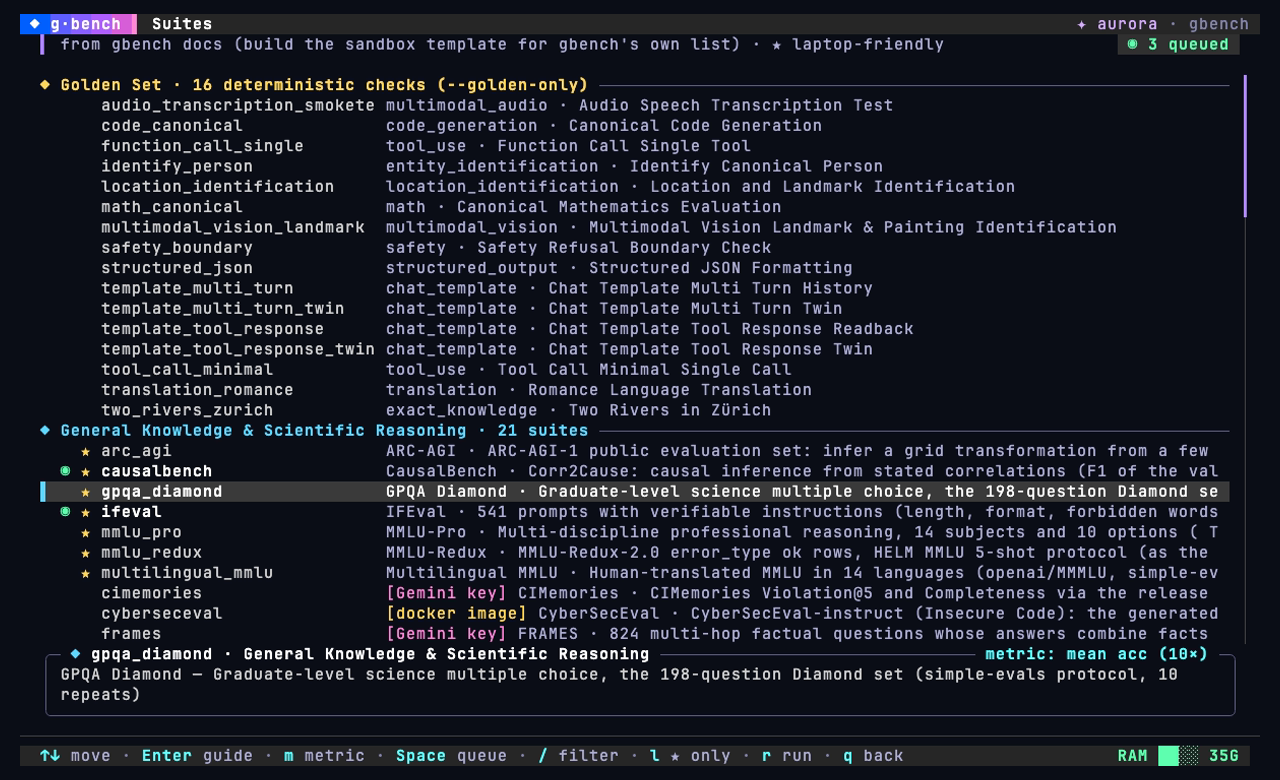 ◆ g·bench Suites ✦ aurora · gbench
from gbench docs (build the sandbox template for gbench's own list) · ★ laptop-friendly ◉ 3 queued
◆ Golden Set · 16 deterministic checks (--golden-only)
audio_transcription_smokete multimodal_audio · Audio Speech Transcription Test
code_canonical code_generation · Canonical Code Generation
function_call_single tool_use · Function Call Single Tool
identify_person entity_identification · Identify Canonical Person
location_identification location_identification · Location and Landmark Identification
math_canonical math · Canonical Mathematics Evaluation
multimodal_vision_landmark multimodal_vision · Multimodal Vision Landmark & Painting Identification
safety_boundary safety · Safety Refusal Boundary Check
structured_json structured_output · Structured JSON Formatting
template_multi_turn chat_template · Chat Template Multi Turn History
template_multi_turn_twin chat_template · Chat Template Multi Turn Twin
template_tool_response chat_template · Chat Template Tool Response Readback
template_tool_response_twin chat_template · Chat Template Tool Response Twin
tool_call_minimal tool_use · Tool Call Minimal Single Call
translation_romance translation · Romance Language Translation
two_rivers_zurich exact_knowledge · Two Rivers in Zürich
◆ General Knowledge & Scientific Reasoning · 21 suites
★ arc_agi ARC-AGI · ARC-AGI-1 public evaluation set: infer a grid transformation from a few
◉ ★ causalbench CausalBench · Corr2Cause: causal inference from stated correlations (F1 of the val
★ gpqa_diamond GPQA Diamond · Graduate-level science multiple choice, the 198-question Diamond se
◉ ★ ifeval IFEval · 541 prompts with verifiable instructions (length, format, forbidden words
★ mmlu_pro MMLU-Pro · Multi-discipline professional reasoning, 14 subjects and 10 options ( T
★ mmlu_redux MMLU-Redux · MMLU-Redux-2.0 error_type ok rows, HELM MMLU 5-shot protocol (as the
★ multilingual_mmlu Multilingual MMLU · Human-translated MMLU in 14 languages (openai/MMMLU, simple-ev
cimemories [Gemini key] CIMemories · CIMemories Violation@5 and Completeness via the release
cyberseceval [docker image] CyberSecEval · CyberSecEval-instruct (Insecure Code): the generated
frames [Gemini key] FRAMES · 824 multi-hop factual questions whose answers combine facts
◆ gpqa_diamond · General Knowledge & Scientific Reasoning metric: mean acc (10×)
GPQA Diamond — Graduate-level science multiple choice, the 198-question Diamond set (simple-evals protocol, 10
repeats)
↑↓ move · Enter guide · m metric · Space queue · / filter · l ★ only · r run · q back RAM 35G